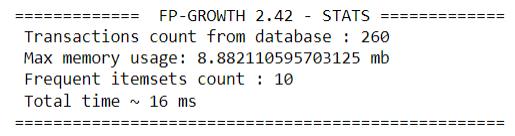 ============= FP-GROWTH 2.42 - STATS =============
Transactions count from database : 260
Max memory usage: 8.882110595703125 mb
Frequent itemsets count : 10
Total time ~ 16 ms
===================================================